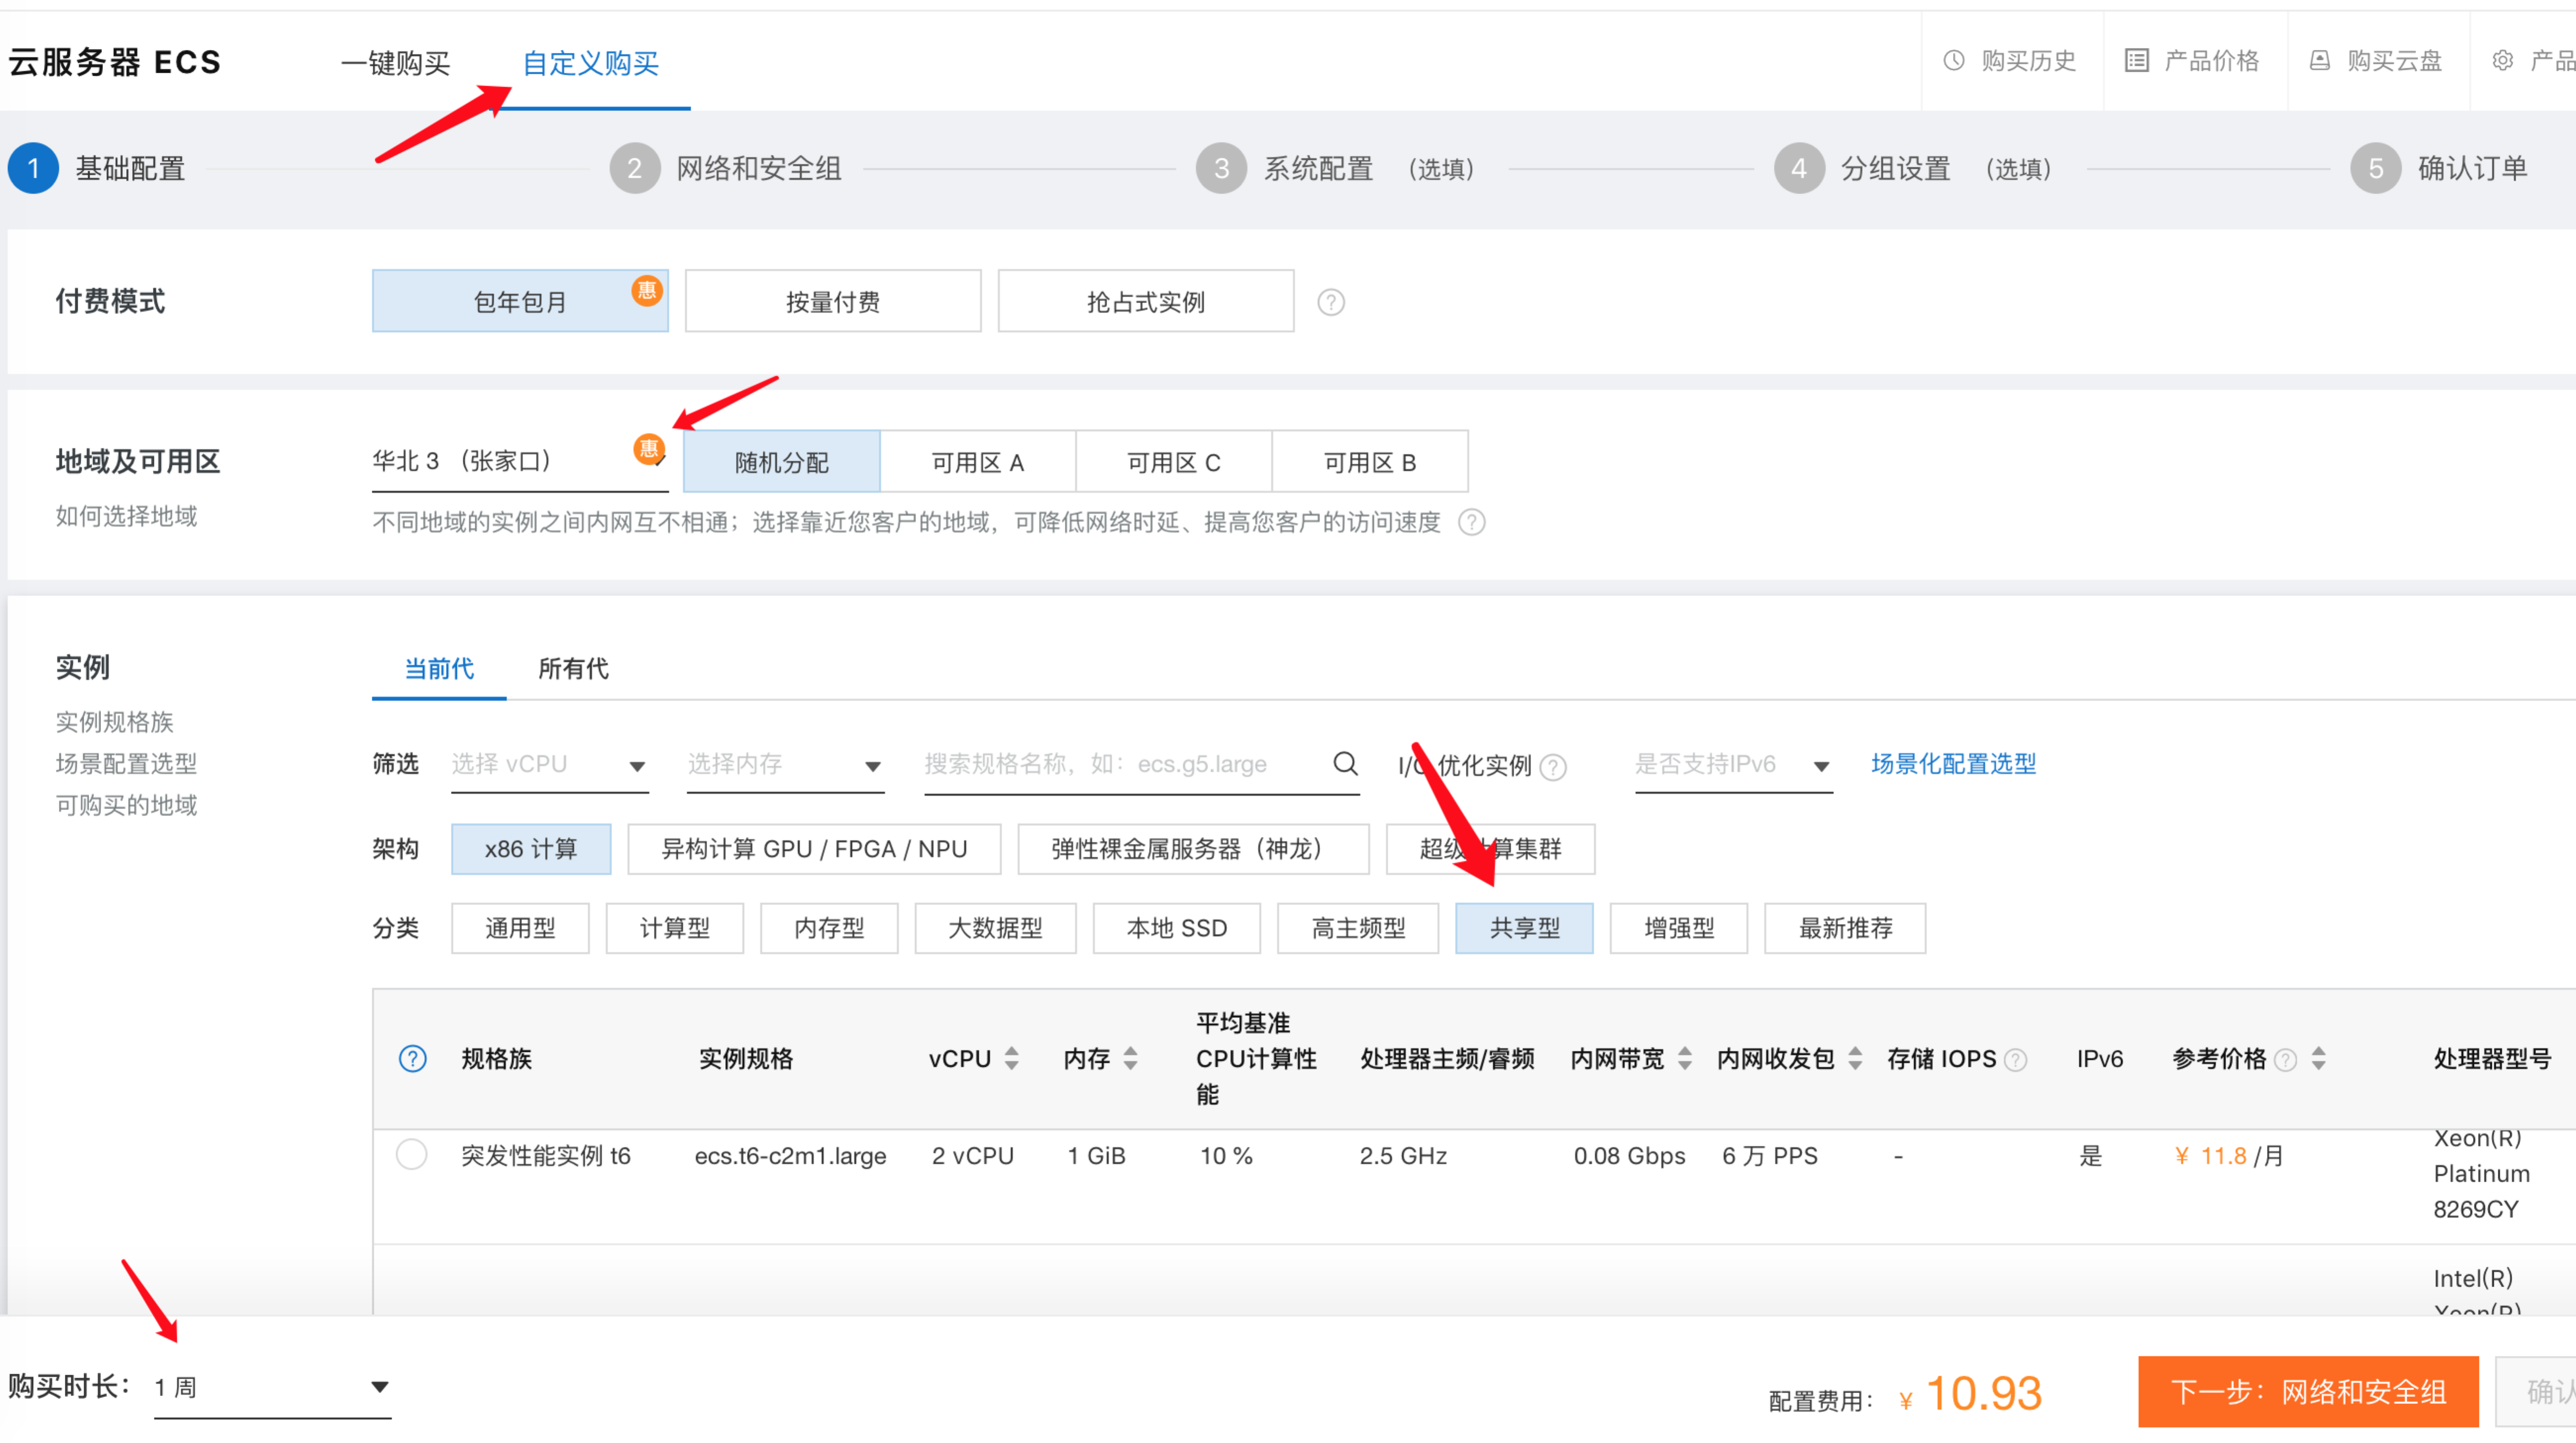 云服务器 ECS 一键购买 自定义购买 购买历史 产品价格 购买云盘 产品
1 基础配置 2 网络和安全组 3 系统配置 (选填) 4 分组设置 (选填) 5 确认订单
付费模式 包年包月 惠 按量付费 抢占式实例 ?
地域及可用区 华北 3 （张家口） 惠 随机分配 可用区 A 可用区 C 可用区 B
如何选择地域 不同地域的实例之间内网互不相通；选择靠近您客户的地域，可降低网络时延、提高您客户的访问速度 ?
实例 当前代 所有代
实例规格族
场景配置选型
可购买的地域
筛选 选择 vCPU 选择内存 搜索规格名称，如：ecs.g5.large I/O 优化实例 ? 是否支持IPv6 场景化配置选型
架构 x86 计算 异构计算 GPU / FPGA / NPU 弹性裸金属服务器（神龙） 超级计算集群
分类 通用型 计算型 内存型 大数据型 本地 SSD 高主频型 共享型 增强型 最新推荐
? 规格族 实例规格 vCPU 内存 平均基准CPU计算性能 处理器主频/睿频 内网带宽 内网收发包 存储 IOPS ? IPv6 参考价格 ? 处理器型号
突发性能实例 t6 ecs.t6-c2m1.large 2 vCPU 1 GiB 10 % 2.5 GHz 0.08 Gbps 6 万 PPS - 是 ¥ 11.8 /月
Xeon(R)
Platinum
8269CY
Intel(R)
Xeon(R)
购买时长： 1 周 配置费用： ¥ 10.93 下一步：网络和安全组 确认